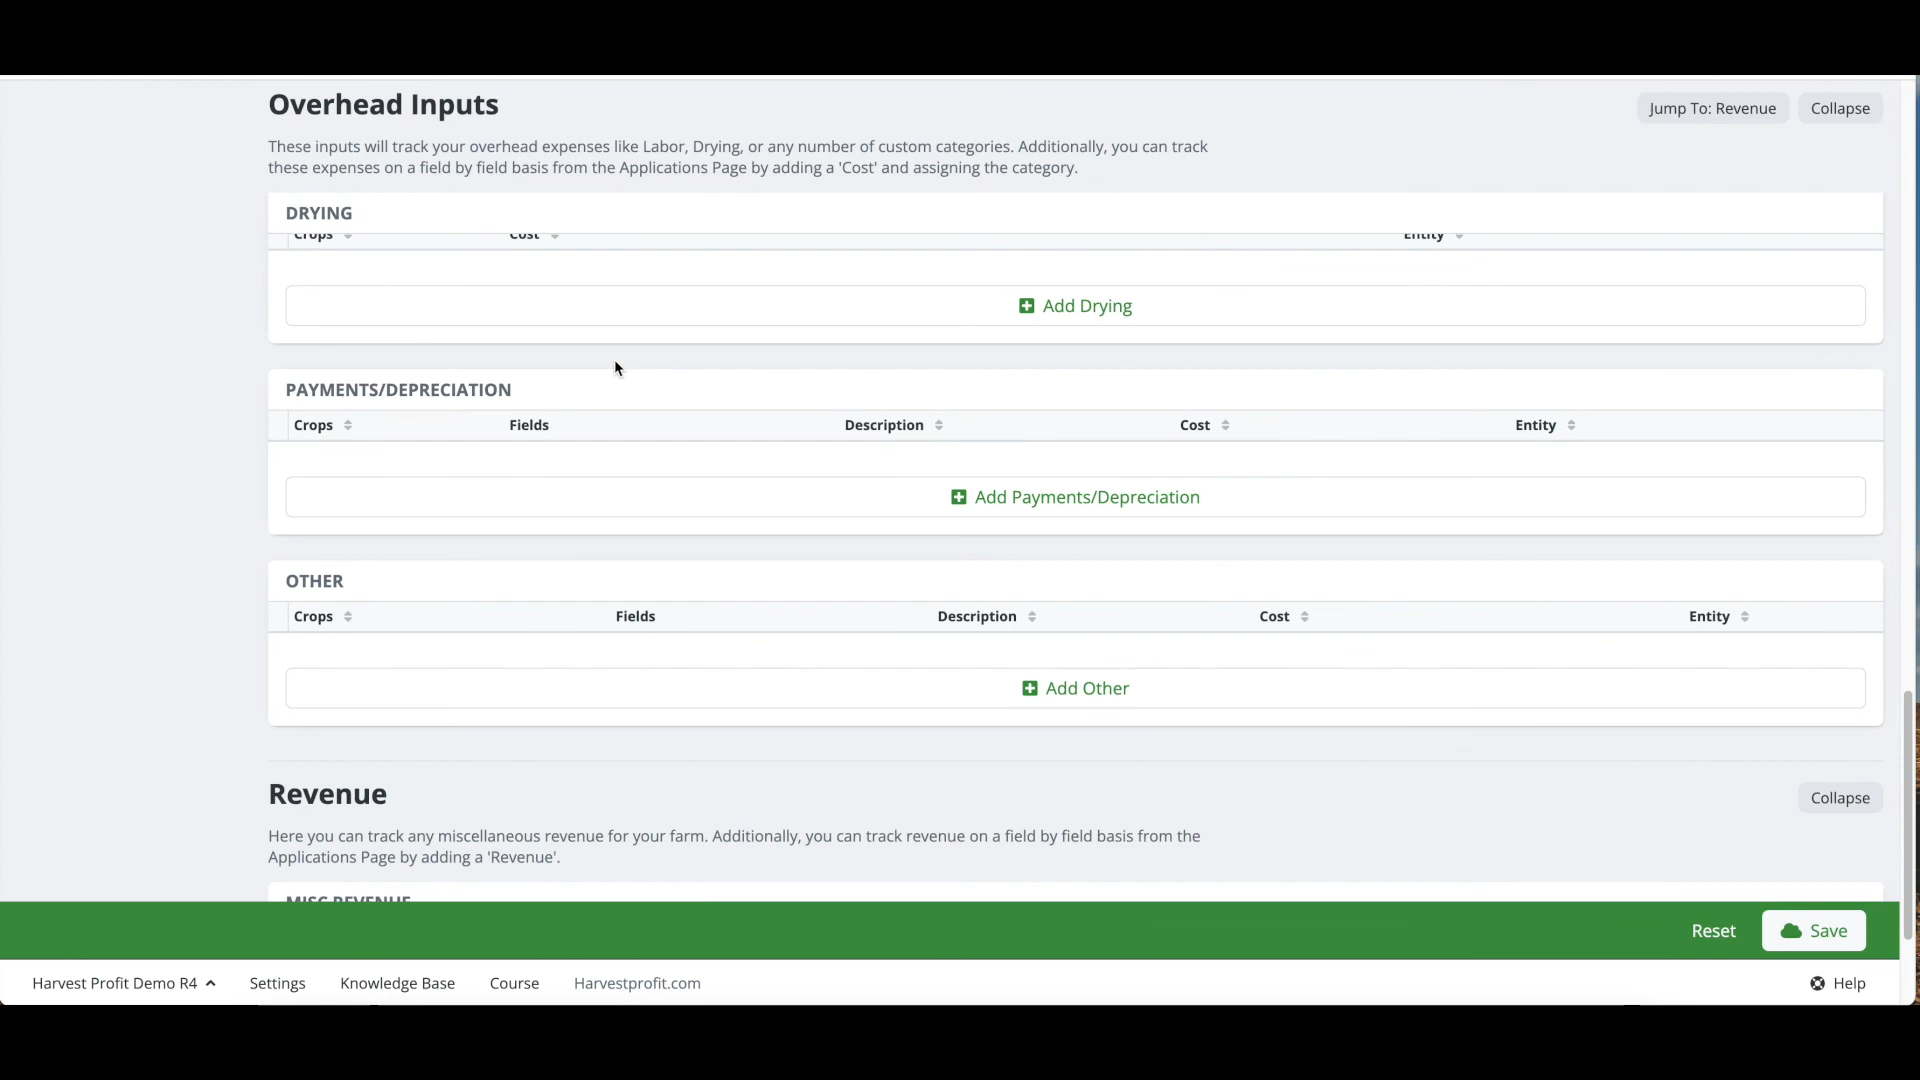 Overhead Inputs
Jump To: Revenue
Collapse
These inputs will track your overhead expenses like Labor, Drying, or any number of custom categories. Additionally, you can track
these expenses on a field by field basis from the Applications Page by adding a 'Cost' and assigning the category.
DRYING
Crops Cost Entity
Add Drying
PAYMENTS/DEPRECIATION
Crops Fields Description Cost Entity
Add Payments/Depreciation
OTHER
Crops Fields Description Cost Entity
Add Other
Revenue
Collapse
Here you can track any miscellaneous revenue for your farm. Additionally, you can track revenue on a field by field basis from the
Applications Page by adding a 'Revenue'.
MISC REVENUE
Reset Save
Harvest Profit Demo R4 Settings Knowledge Base Course Harvestprofit.com Help